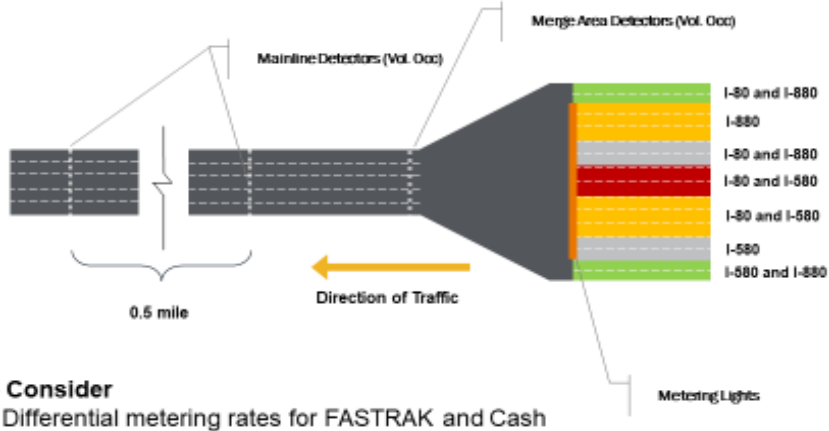 Merge Area Detectors (Vol. Occ)
Mainline Detectors (Vol. Occ)
I-80 and I-880
I-880
I-80 and I-880
I-80 and I-580
I-80 and I-580
I-580
I-580 and I-880
Direction of Traffic
0.5 mile
Metering Lights
Consider
Differential metering rates for FASTRAK and Cash